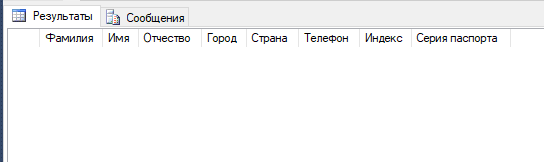 Результаты Сообщения
Фамилия Имя Отчество Город Страна Телефон Индекс Серия паспорта